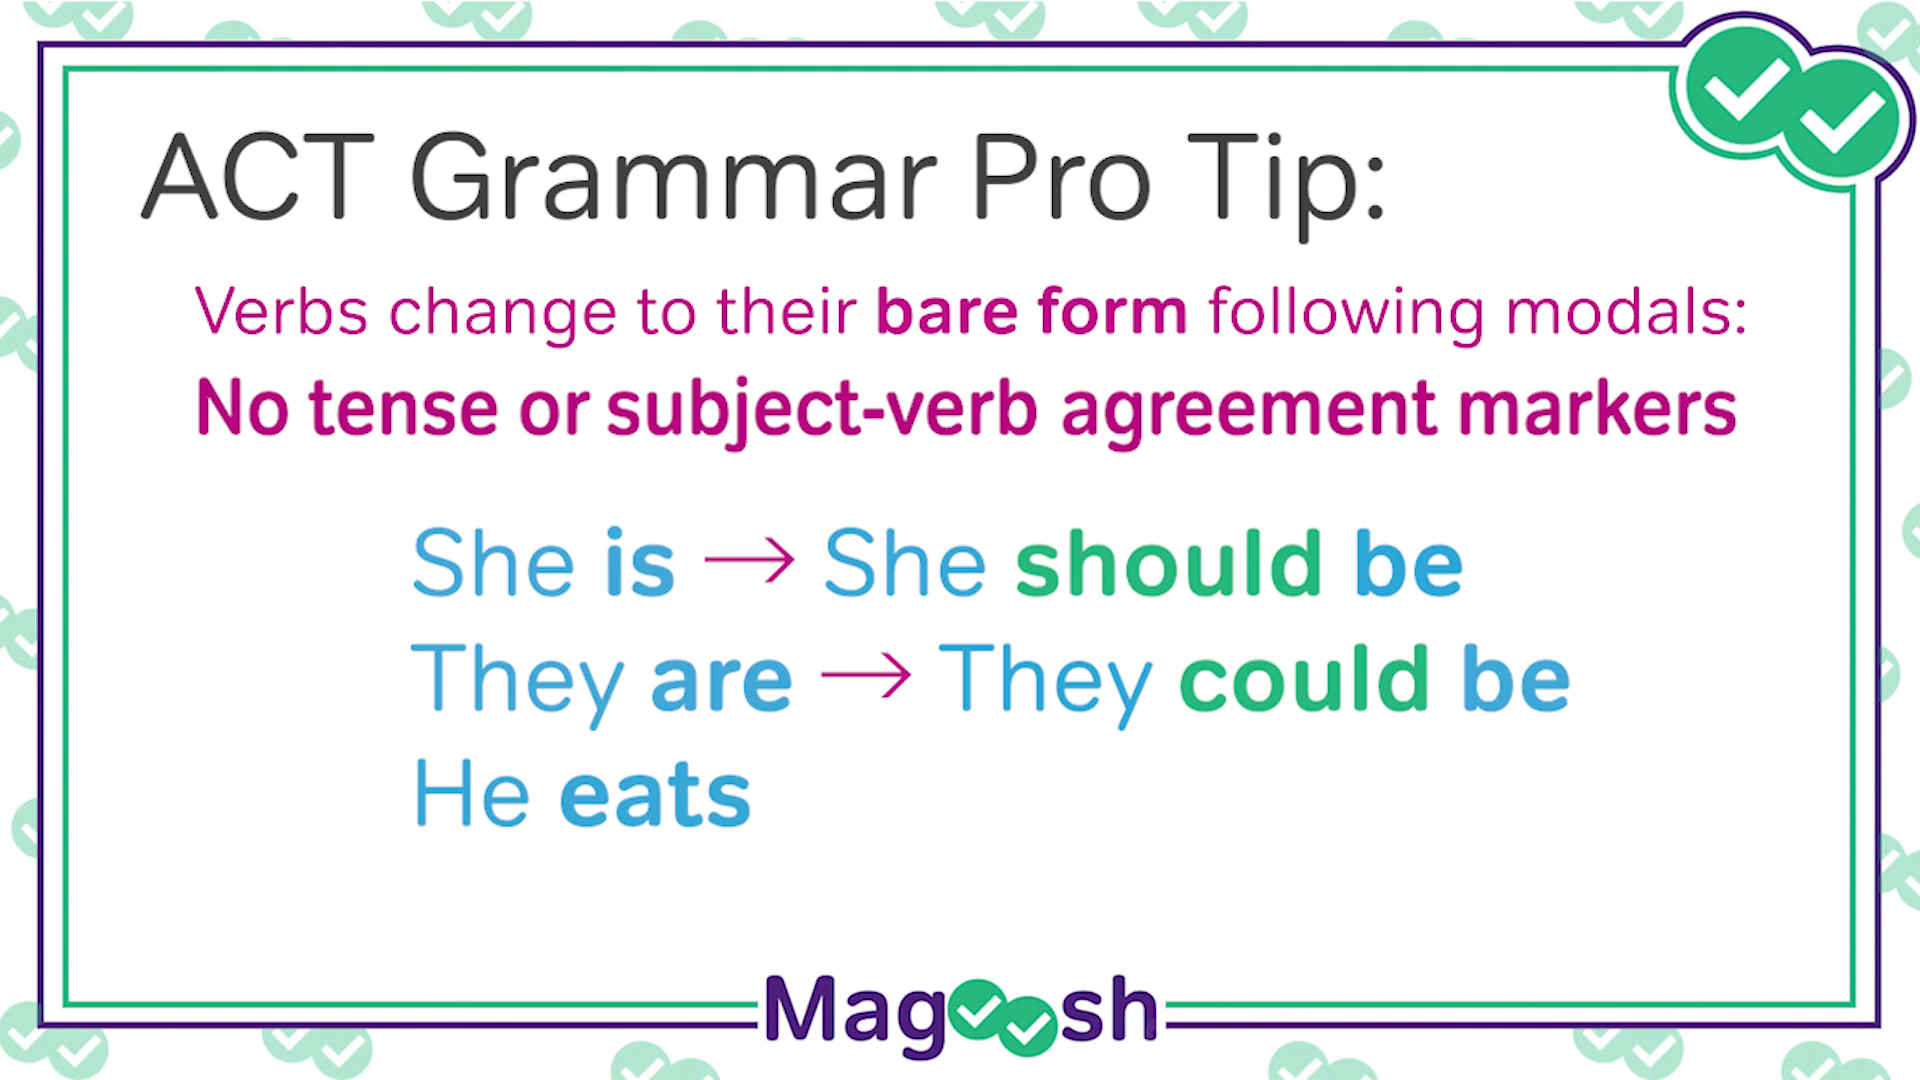 ACT Grammar Pro Tip:
Verbs change to their bare form following modals:
No tense or subject-verb agreement markers
She is → She should be
They are → They could be
He eats
Magoosh